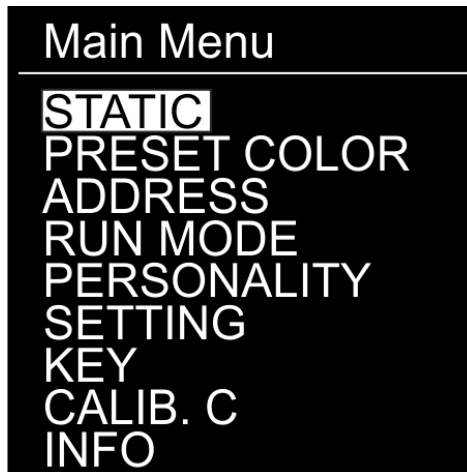 Main Menu
STATIC
PRESET COLOR
ADDRESS
RUN MODE
PERSONALITY
SETTING
KEY
CALIB. C
INFO